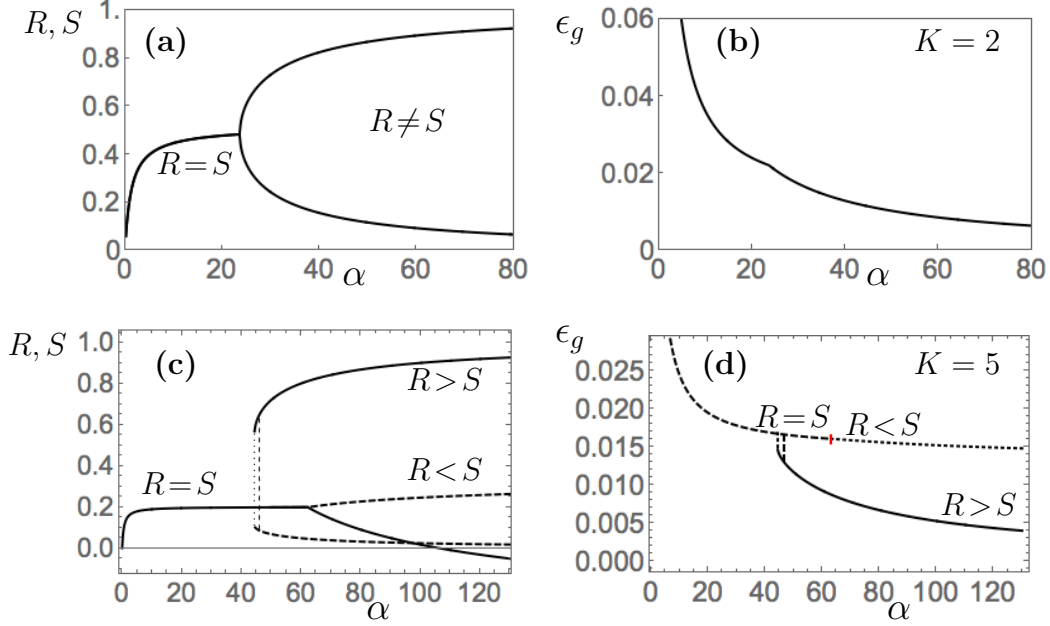 R, S
(a)
1.
0.8
0.6
0.4
0.2
0
R = S
R ≠ S
0 20 40 60 80
α
ϵg
(b)
K = 2
0.06
0.04
0.02
0
0 20 40 60 80
α
R, S
(c)
1.0
0.8
0.6
0.4
0.2
0.0
R > S
R < S
R = S
0 20 40 60 80 100 120
α
ϵg
(d)
K = 5
0.025
0.020
0.015
0.010
0.005
0.000
R = S
R < S
R > S
0 20 40 60 80 100 120
α